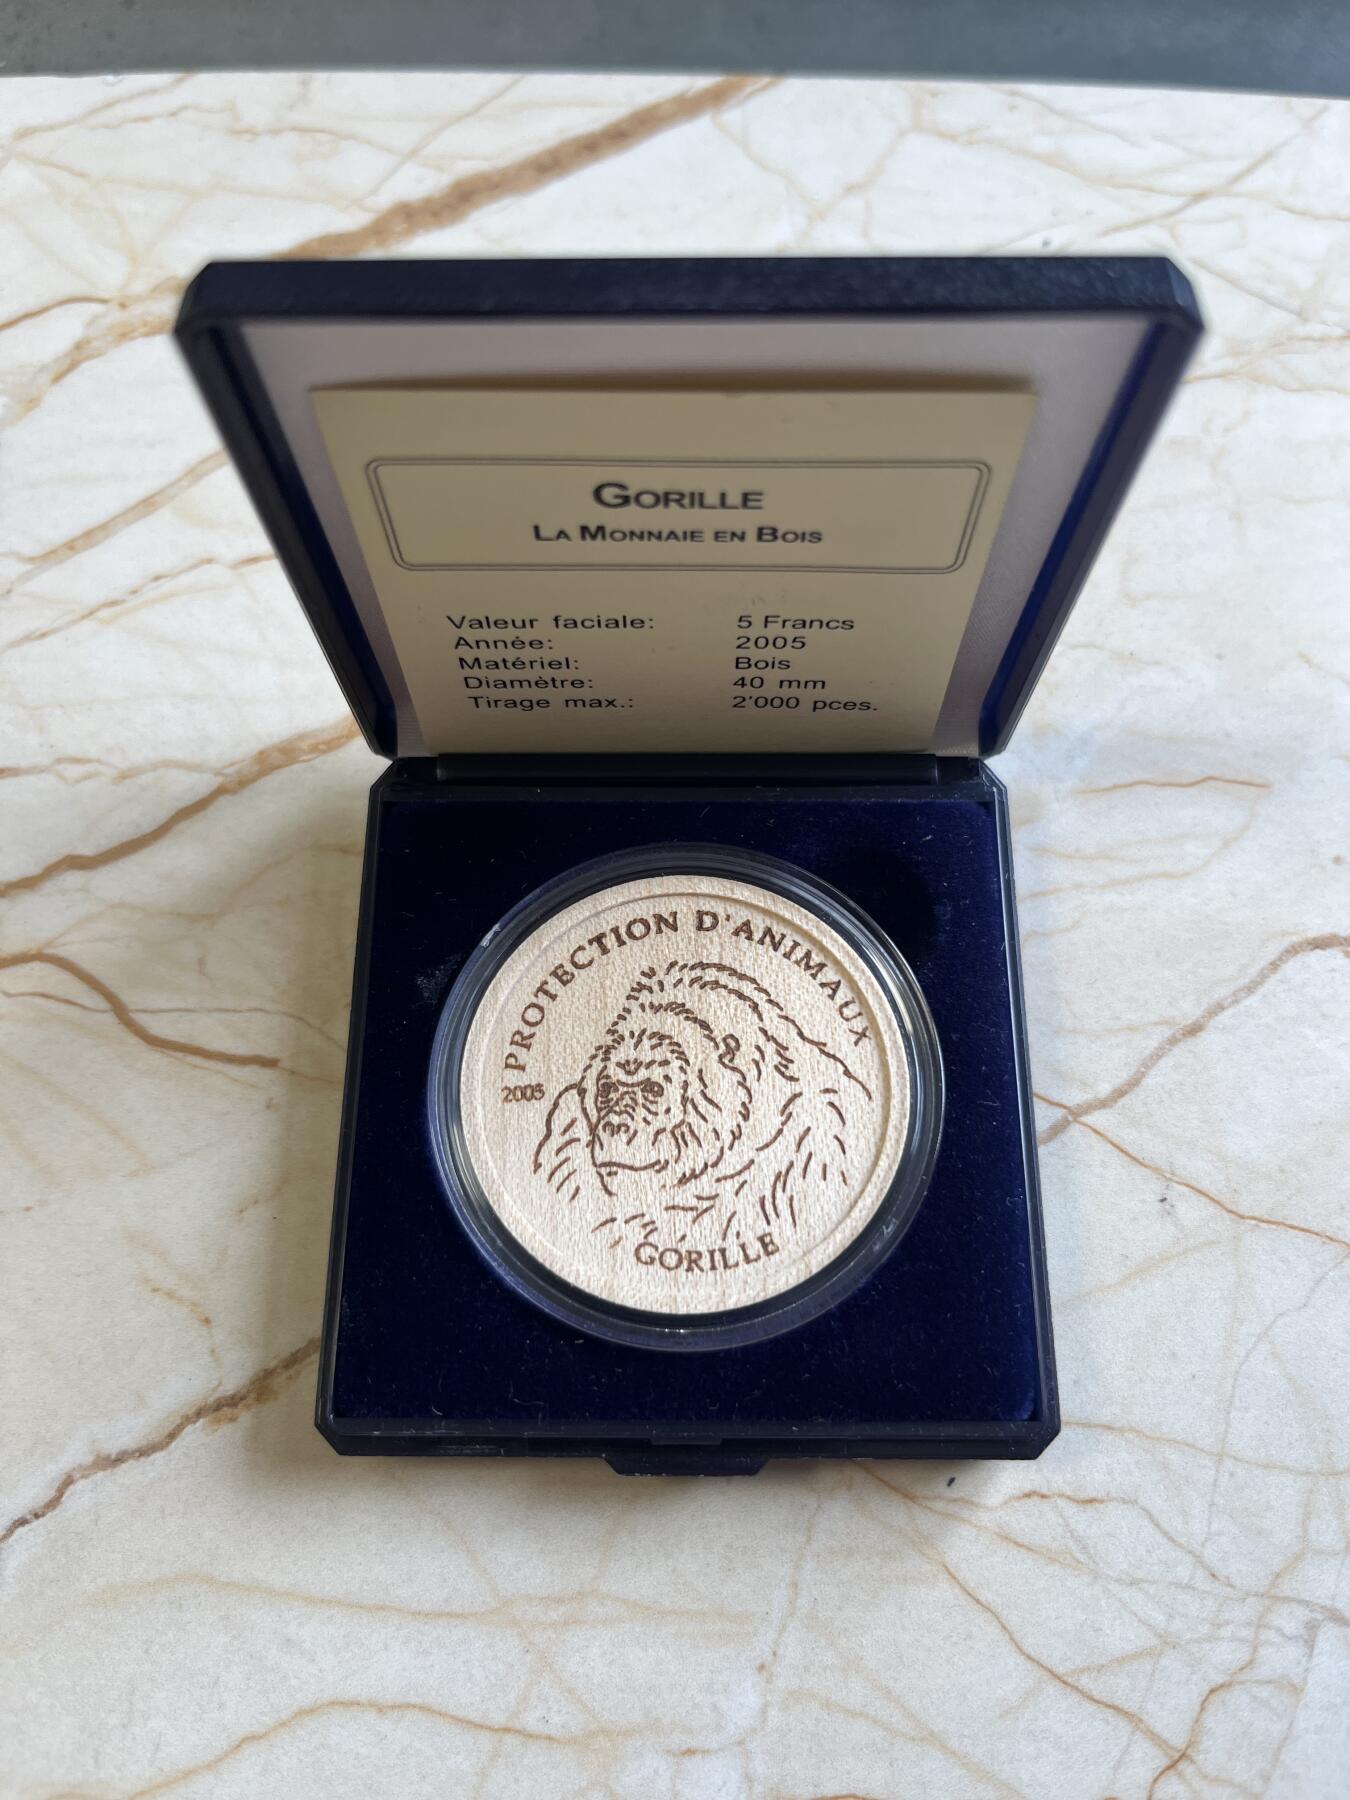 GORILLE
LA MONNAIE EN BOIS
Valeur faciale: 5 Francs
Année: 2005
Matériel: Bois
Diamètre: 40 mm
Tirage max.: 2'000 pces.
PROTECTION D'ANIMAUX
2005
GORILLE